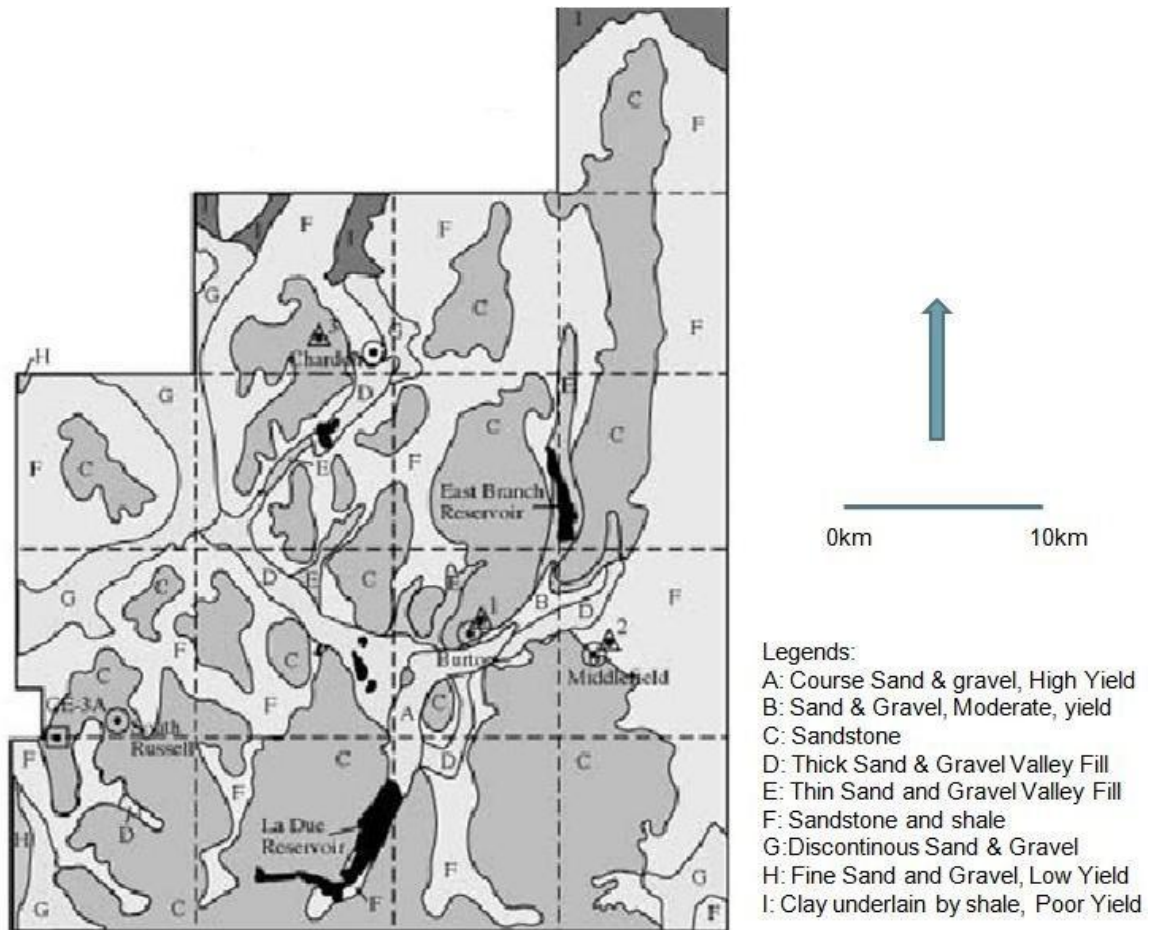 I
C
F
I
I
F
I
F
G
C
F
3
G
Chardon
H
G
D
E
C
F
C
E
F
C
East Branch
Reservoir
C
D
E
C
E
B
D
F
G
C
1
2
F
Burton
Middlefield
C
C
F
A
C
GE-3A
South
Russell
F
C
D
C
F
D
La Due
Reservoir
H
F
F
G
G
C
F
F
0km 10km
Legends:
A: Course Sand & gravel, High Yield
B: Sand & Gravel, Moderate, yield
C: Sandstone
D: Thick Sand & Gravel Valley Fill
E: Thin Sand and Gravel Valley Fill
F: Sandstone and shale
G:Discontinous Sand & Gravel
H: Fine Sand and Gravel, Low Yield
I: Clay underlain by shale, Poor Yield